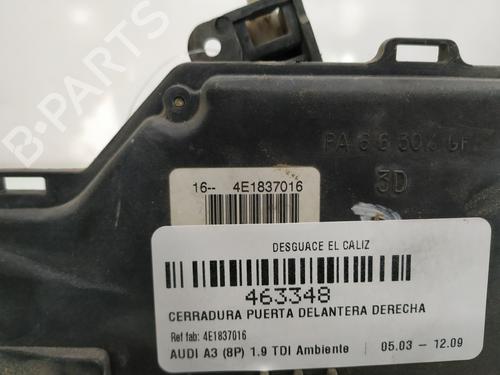 PA 6 6 30% GF
3D
16-- 4E1837016
DESGUACE EL CALIZ
463348
CERRADURA PUERTA DELANTERA DERECHA
Ref fab: 4E1837016
AUDI A3 (8P) 1.9 TDI Ambiente 05.03 – 12.09
B-Parts